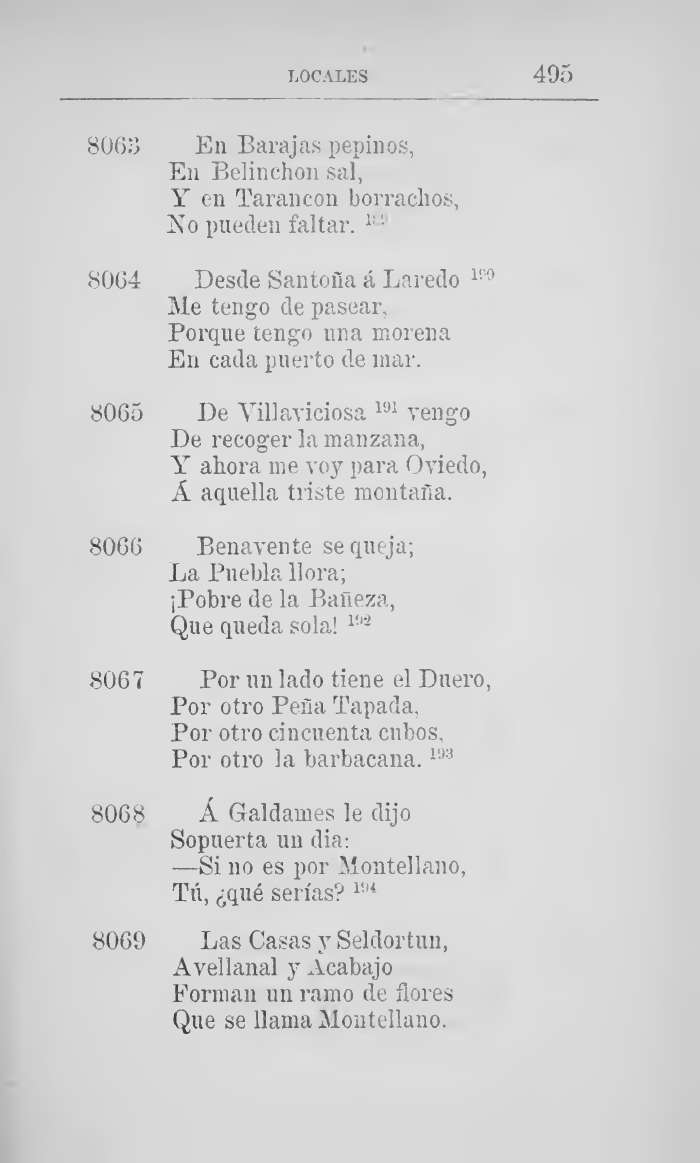 LOCALES 495
8063 En Barajas pepinos,
En Belinchon sal,
Y en Tarancon borrachos,
No pueden faltar.
8064 Desde Santoña á Laredo 190
Me tengo de pasear,
Porque tengo una morena
En cada puerto de mar.
8065 De Villaviciosa 191 vengo
De recoger la manzana,
Y ahora me voy para Oviedo,
Á aquella triste montaña.
8066 Benavente se queja;
La Puebla llora;
¡Pobre de la Bañeza,
Que queda sola! 192
8067 Por un lado tiene el Duero,
Por otro Peña Tapada,
Por otro cincuenta cubos,
Por otro la barbacana. 193
8068 Á Galdames le dijo
Sopuerta un dia:
—Si no es por Montellano,
Tú, ¿qué serías? 194
8069 Las Casas y Seldortun,
Avellanal y Acabajo
Forman un ramo de flores
Que se llama Montellano.